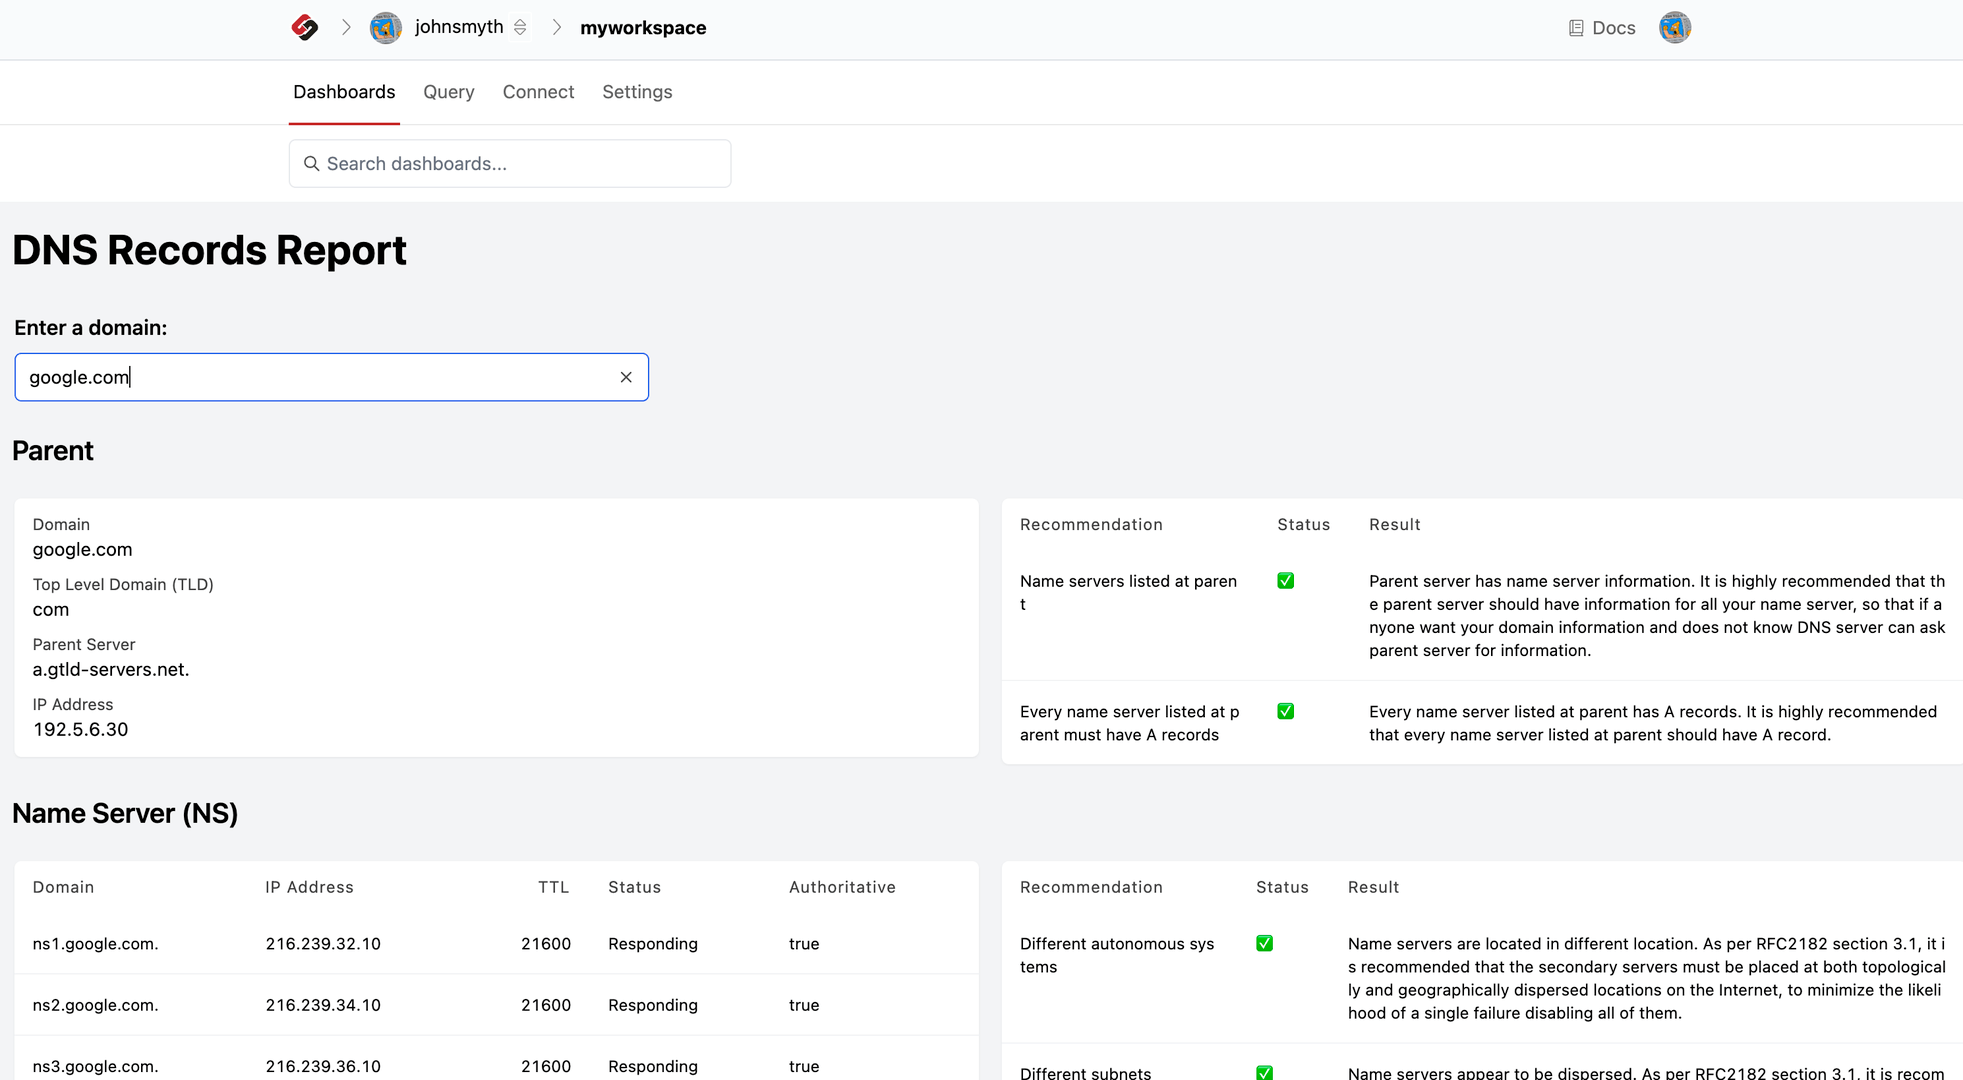 johnsmyth
myworkspace
Docs
Dashboards
Query
Connect
Settings
Search dashboards...
DNS Records Report
Enter a domain:
google.com
Parent
Domain
google.com
Top Level Domain (TLD)
com
Parent Server
a.gtld-servers.net.
IP Address
192.5.6.30
Recommendation Status Result
Name servers listed at paren
t
✅
Parent server has name server information. It is highly recommended that th
e parent server should have information for all your name server, so that if a
nyone want your domain information and does not know DNS server can ask
parent server for information.
Every name server listed at p
arent must have A records
✅
Every name server listed at parent has A records. It is highly recommended
that every name server listed at parent should have A record.
Name Server (NS)
Domain IP Address TTL Status Authoritative
ns1.google.com. 216.239.32.10 21600 Responding true
ns2.google.com. 216.239.34.10 21600 Responding true
ns3.google.com. 216.239.36.10 21600 Responding true
Recommendation Status Result
Different autonomous sys
tems
✅
Name servers are located in different location. As per RFC2182 section 3.1, it i
s recommended that the secondary servers must be placed at both topological
ly and geographically dispersed locations on the Internet, to minimize the likeli
hood of a single failure disabling all of them.
Different subnets
✅
Name servers appear to be dispersed. As per RFC2182 section 3.1, it is recom